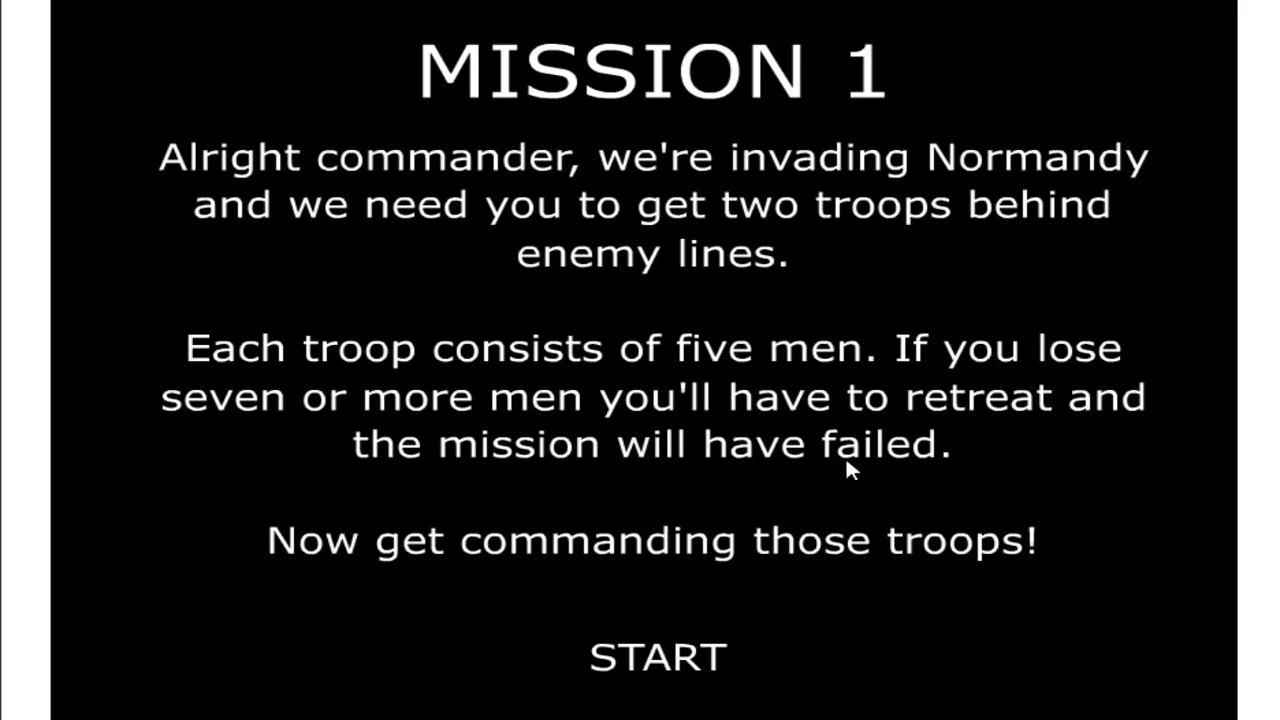 MISSION 1
Alright commander, we're invading Normandy
and we need you to get two troops behind
enemy lines.
Each troop consists of five men. If you lose
seven or more men you'll have to retreat and
the mission will have failed.
Now get commanding those troops!
START